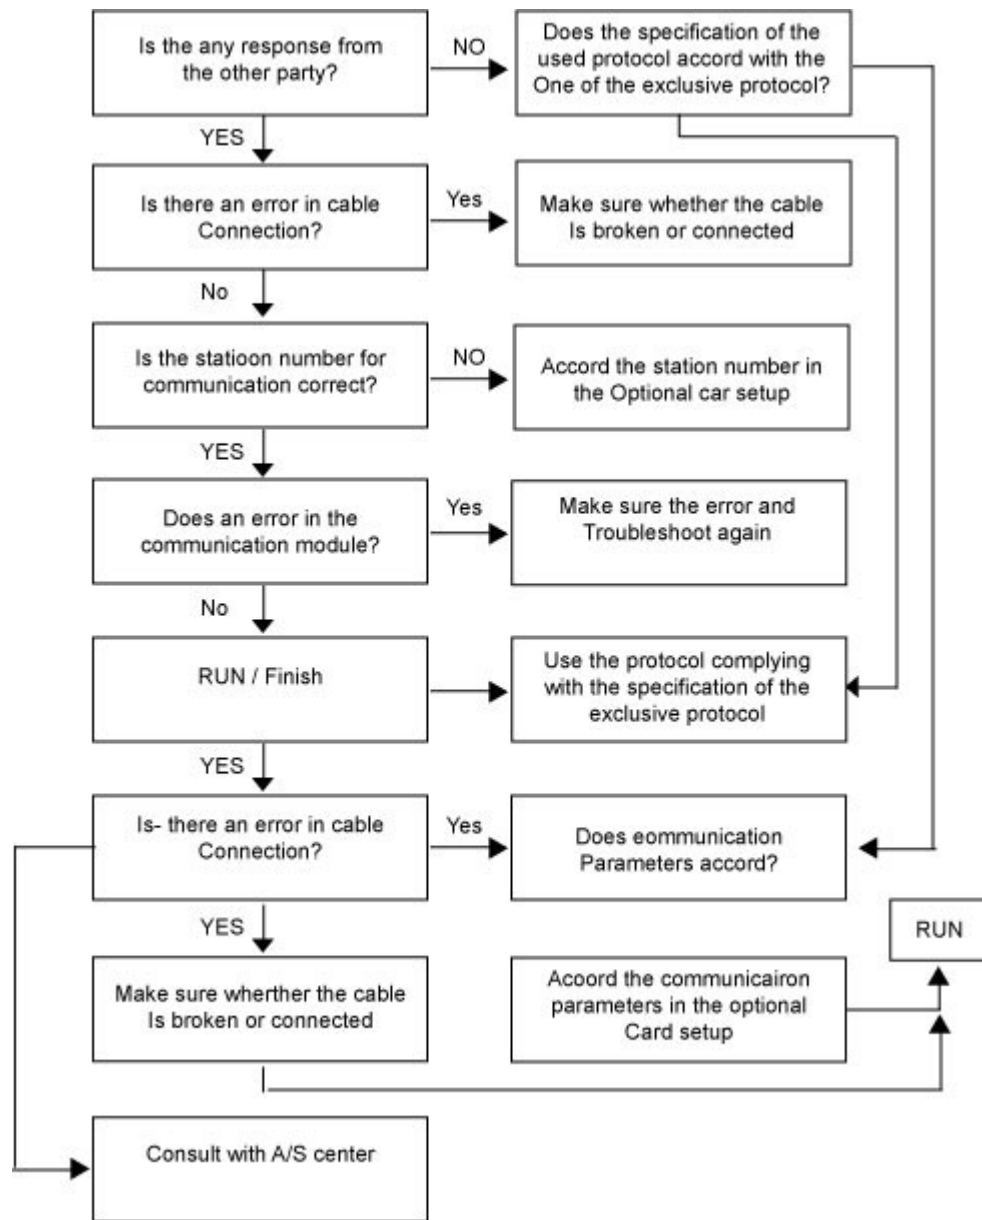 Is the any response from
the other party?
NO
Does the specification of the
used protocol accord with the
One of the exclusive protocol?
YES
Is there an error in cable
Connection?
Yes
Make sure whether the cable
Is broken or connected
No
Is the statioon number for
communication correct?
NO
Accord the station number in
the Optional car setup
YES
Does an error in the
communication module?
Yes
Make sure the error and
Troubleshoot again
No
RUN / Finish
Use the protocol complying
with the specification of the
exclusive protocol
YES
Is- there an error in cable
Connection?
Yes
Does eommunication
Parameters accord?
YES
RUN
Make sure wherther the cable
Is broken or connected
Acoord the communicairon
parameters in the optional
Card setup
Consult with A/S center